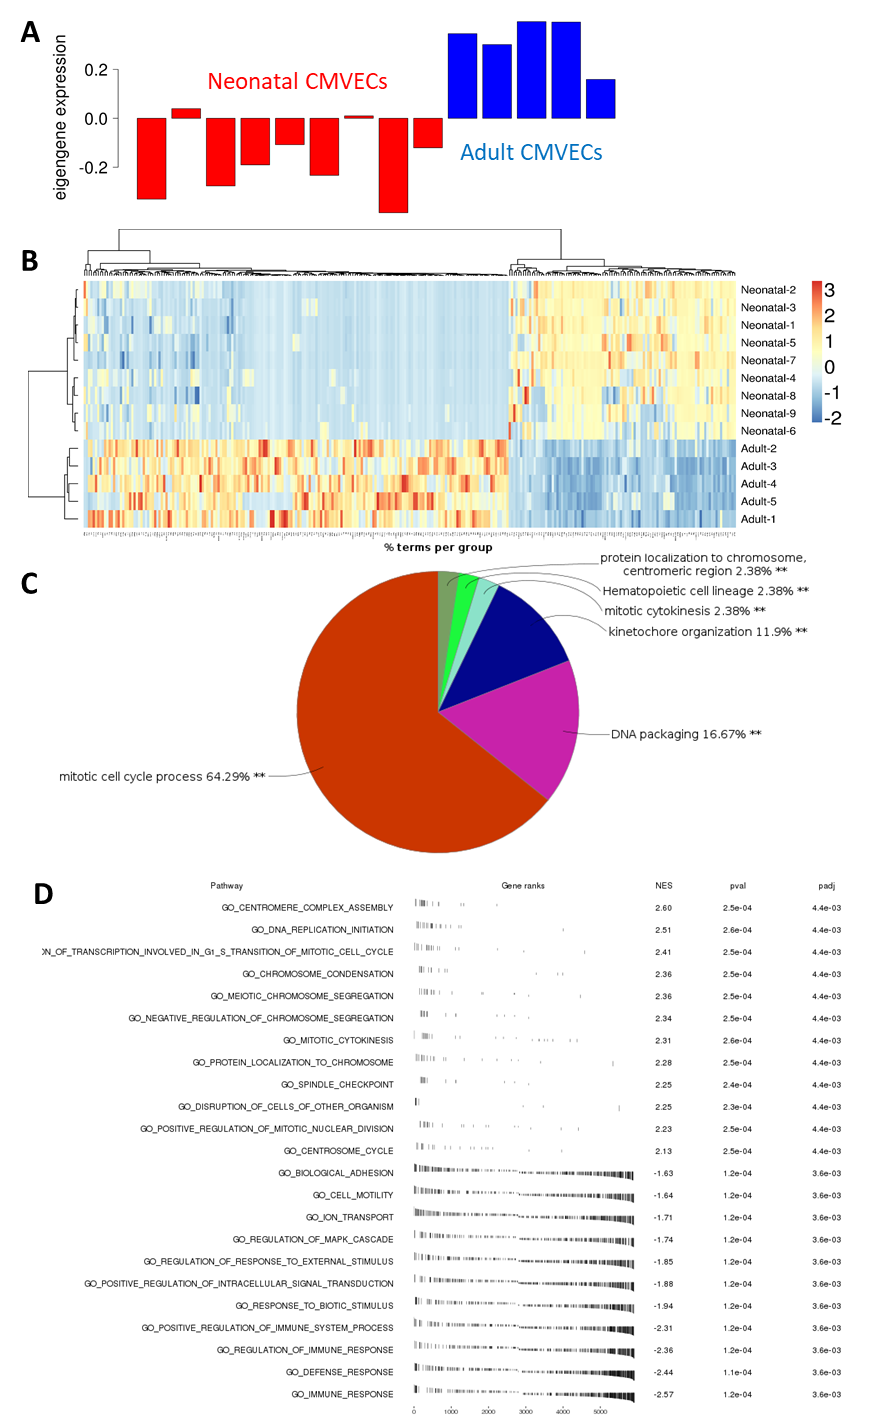 A
eigengene expression
0.2
0.0
-0.2
Neonatal CMVECs
Adult CMVECs
B
Neonatal-2
Neonatal-3
Neonatal-1
Neonatal-5
Neonatal-7
Neonatal-4
Neonatal-8
Neonatal-9
Neonatal-6
Adult-2
Adult-3
Adult-4
Adult-5
Adult-1
3
2
1
0
-1
-2
% terms per group
C
protein localization to chromosome,
centromeric region 2.38% **
Hematopoietic cell lineage 2.38% **
mitotic cytokinesis 2.38% **
kinetochore organization 11.9% **
DNA packaging 16.67% **
mitotic cell cycle process 64.29% **
D
Pathway Gene ranks NES pval padj
GO_CENTROMERE_COMPLEX_ASSEMBLY 2.60 2.5e-04 4.4e-03
GO_DNA_REPLICATION_INITIATION 2.51 2.6e-04 4.4e-03
ON_OF_TRANSCRIPTION_INVOLVED_IN_G1_S_TRANSITION_OF_MITOTIC_CELL_CYCLE 2.41 2.5e-04 4.4e-03
GO_CHROMOSOME_CONDENSATION 2.36 2.5e-04 4.4e-03
GO_MEIOTIC_CHROMOSOME_SEGREGATION 2.36 2.5e-04 4.4e-03
GO_NEGATIVE_REGULATION_OF_CHROMOSOME_SEGREGATION 2.34 2.5e-04 4.4e-03
GO_MITOTIC_CYTOKINESIS 2.31 2.6e-04 4.4e-03
GO_PROTEIN_LOCALIZATION_TO_CHROMOSOME 2.28 2.5e-04 4.4e-03
GO_SPINDLE_CHECKPOINT 2.25 2.4e-04 4.4e-03
GO_DISRUPTION_OF_CELLS_OF_OTHER_ORGANISM 2.25 2.3e-04 4.4e-03
GO_POSITIVE_REGULATION_OF_MITOTIC_NUCLEAR_DIVISION 2.23 2.5e-04 4.4e-03
GO_CENTROSOME_CYCLE 2.13 2.5e-04 4.4e-03
GO_BIOLOGICAL_ADHESION -1.63 1.2e-04 3.6e-03
GO_CELL_MOTILITY -1.64 1.2e-04 3.6e-03
GO_ION_TRANSPORT -1.71 1.2e-04 3.6e-03
GO_REGULATION_OF_MAPK_CASCADE -1.74 1.2e-04 3.6e-03
GO_REGULATION_OF_RESPONSE_TO_EXTERNAL_STIMULUS -1.85 1.2e-04 3.6e-03
GO_POSITIVE_REGULATION_OF_INTRACELLULAR_SIGNAL_TRANSDUCTION -1.88 1.2e-04 3.6e-03
GO_RESPONSE_TO_BIOTIC_STIMULUS -1.94 1.2e-04 3.6e-03
GO_POSITIVE_REGULATION_OF_IMMUNE_SYSTEM_PROCESS -2.31 1.2e-04 3.6e-03
GO_REGULATION_OF_IMMUNE_RESPONSE -2.36 1.2e-04 3.6e-03
GO_DEFENSE_RESPONSE -2.44 1.1e-04 3.6e-03
GO_IMMUNE_RESPONSE -2.57 1.2e-04 3.6e-03
0 1000 2000 3000 4000 5000